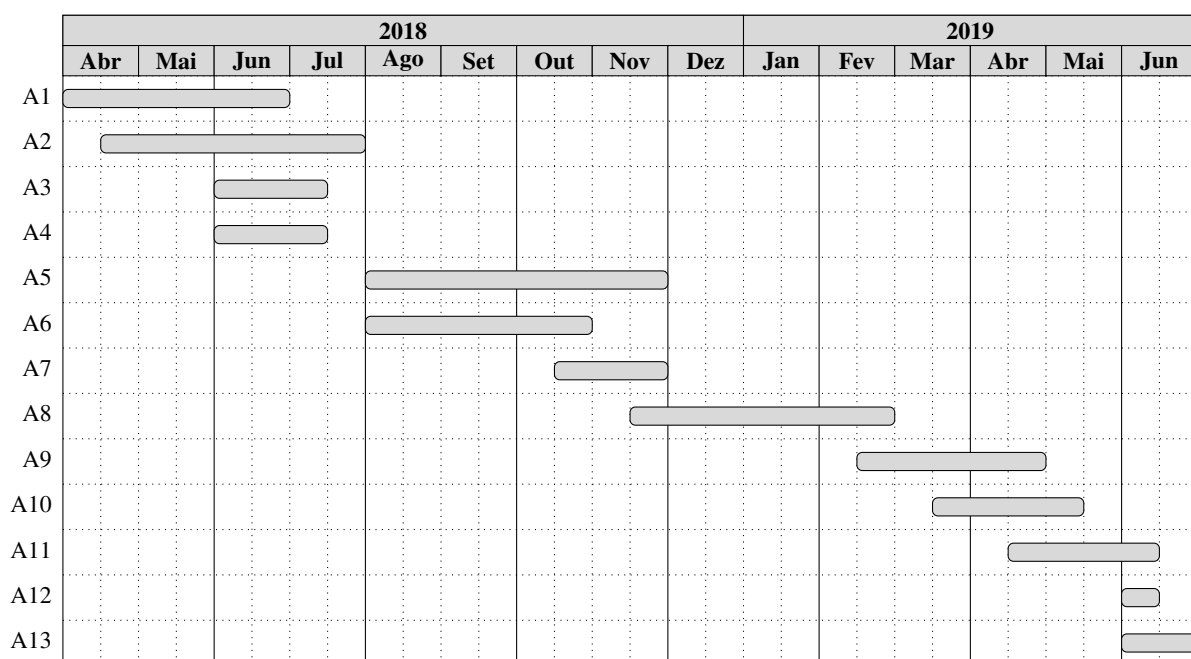 2018 2019
Abr Mai Jun Jul Ago Set Out Nov Dez Jan Fev Mar Abr Mai Jun
A1
A2
A3
A4
A5
A6
A7
A8
A9
A10
A11
A12
A13